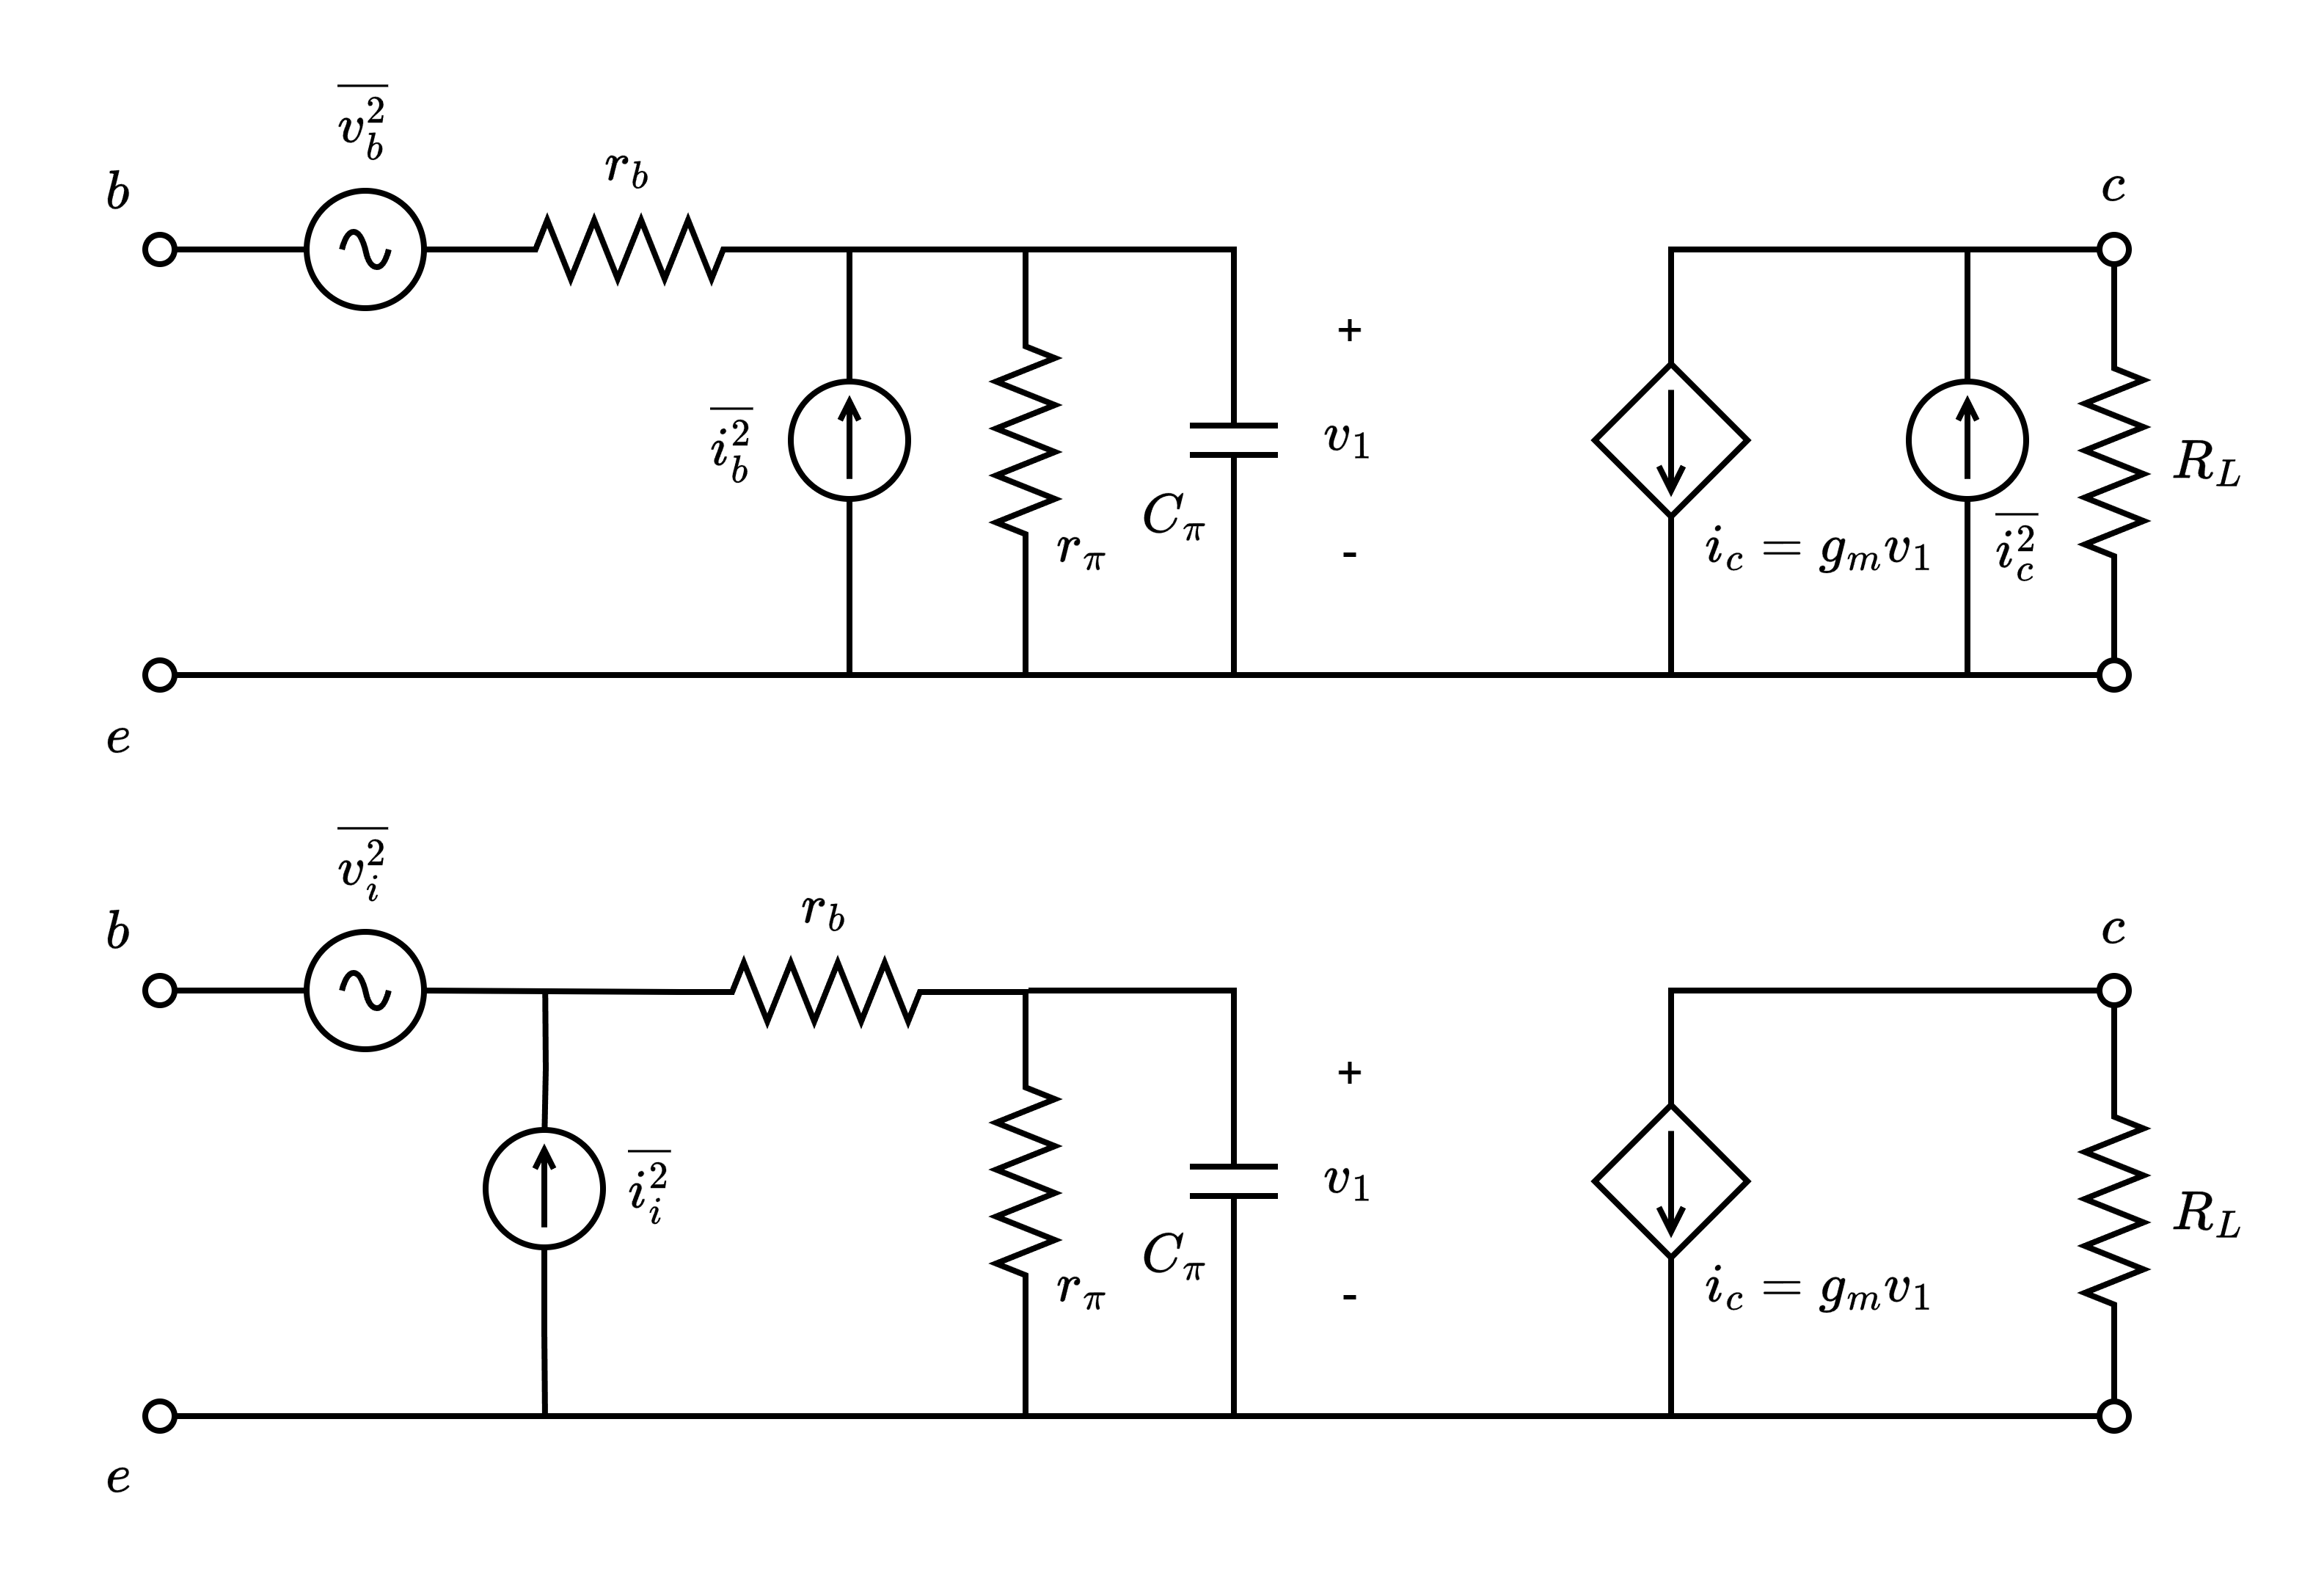 $\overline{v_b^2}$
$r_b$
b
c
+
$\overline{i_b^2}$
$v_1$
$R_L$
$C_\pi$
$r_\pi$
-
$i_c = g_m v_1$
$\overline{i_c^2}$
e
$\overline{v_i^2}$
$r_b$
b
c
+
$\overline{i_i^2}$
$v_1$
$R_L$
$C_\pi$
$r_\pi$
-
$i_c = g_m v_1$
e